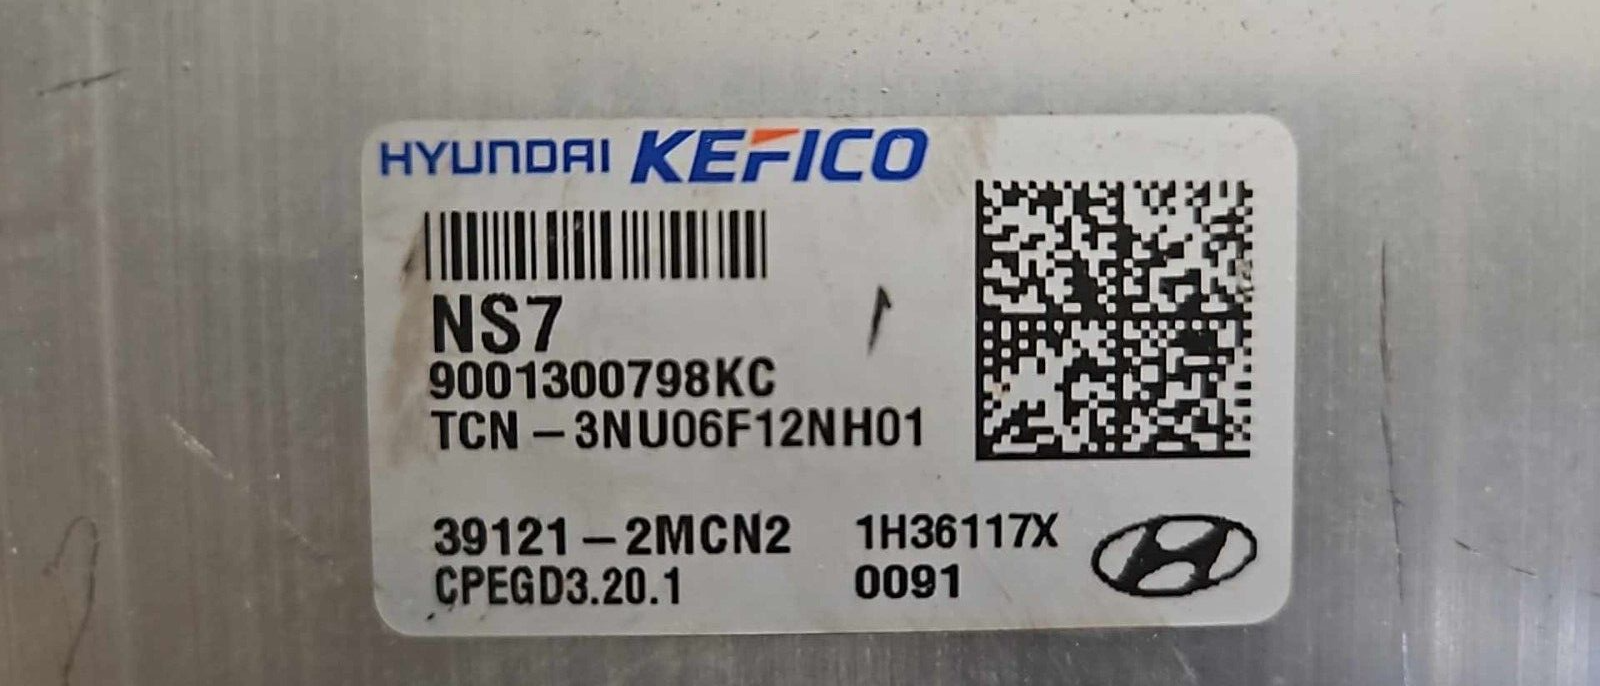 HYUNDAI KEFICO
NS7
9001300798KC
TCN-3NU06F12NH01
39121-2MCN2 1H36117X
CPEGD3.20.1 0091